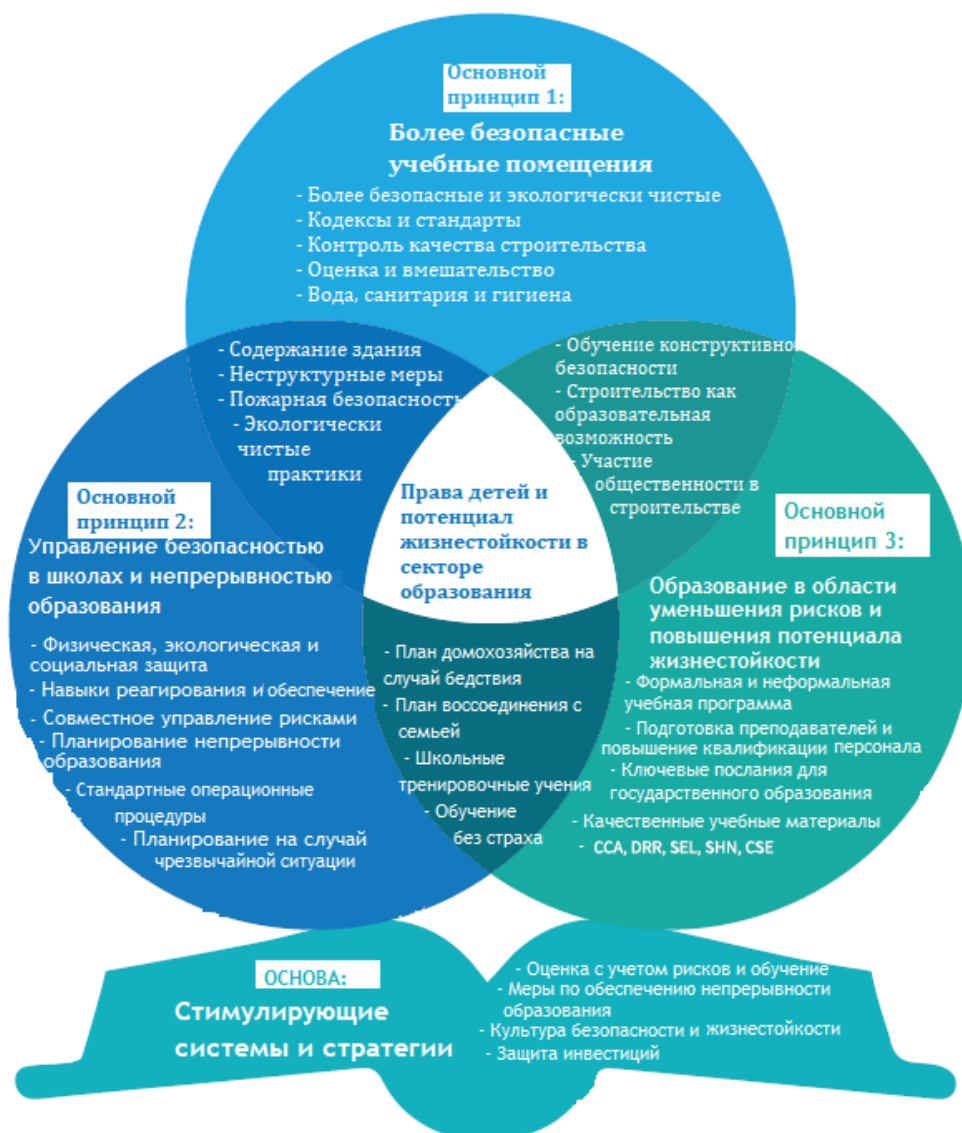 Основной
принцип 1:
Более безопасные
учебные помещения
- Более безопасные и экологически чистые
- Кодексы и стандарты
- Контроль качества строительства
- Оценка и вмешательство
- Вода, санитария и гигиена
- Содержание здания
- Неструктурные меры
- Пожарная безопасность
- Экологически
чистые
практики
- Обучение конструктивной
безопасности
- Строительство как
образовательная
возможность
- Участие
общественности в
строительстве
Права детей и
потенциал
жизнестойкости в
секторе
образования
Основной
принцип 2:
Управление безопасностью
в школах и непрерывностью
образования
- Физическая, экологическая и
социальная защита
- Навыки реагирования и обеспечение
- Совместное управление рисками
- Планирование непрерывности
образования
- Стандартные операционные
процедуры
- Планирование на случай
чрезвычайной ситуации
- План домохозяйства на
случай бедствия
- План воссоединения с
семьей
- Школьные
тренировочные учения
- Обучение
без страха
Основной
принцип 3:
Образование в области
уменьшения рисков и
повышения потенциала
жизнестойкости
- Формальная и неформальная
учебная программа
- Подготовка преподавателей и
повышение квалификации персонала
- Ключевые послания для
государственного образования
- Качественные учебные материалы
- CCA, DRR, SEL, SHN, CSE
ОСНОВА:
Стимулирующие
системы и стратегии
- Оценка с учетом рисков и обучение
- Меры по обеспечению непрерывности
образования
- Культура безопасности и жизнестойкости
- Защита инвестиций